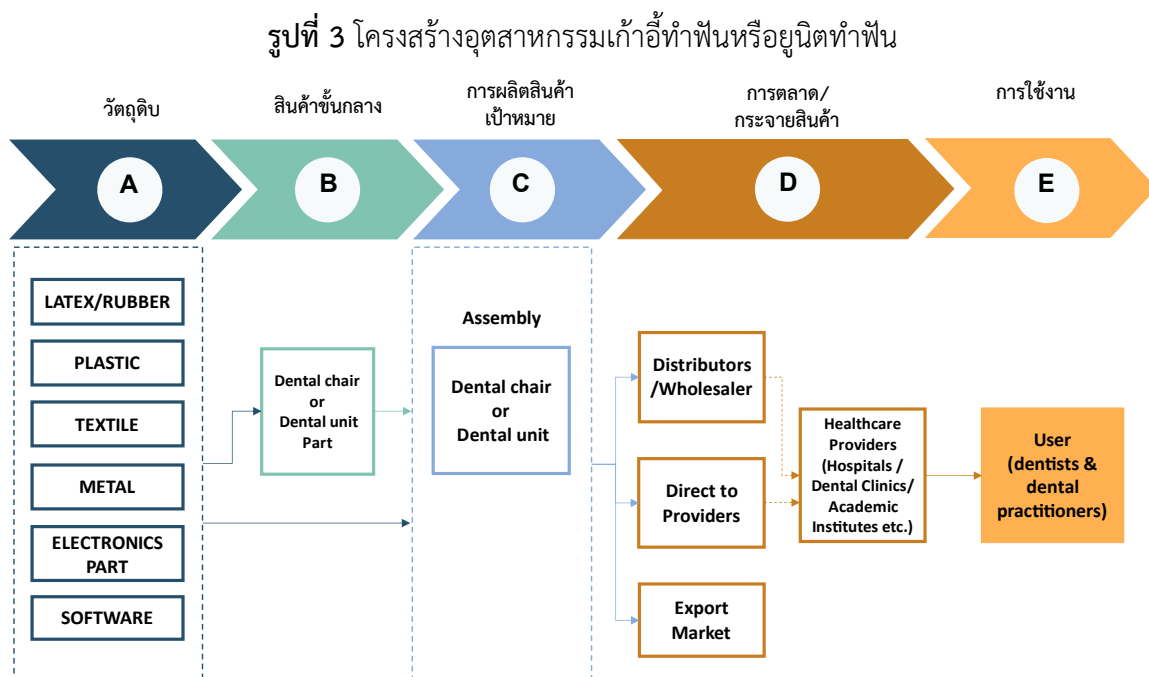 รูปที่ 3 โครงสร้างอุตสาหกรรมเก้าอี้ทำฟันหรือยูนิตทำฟัน
วัตถุดิบ
สินค้าขั้นกลาง
การผลิตสินค้า
เป้าหมาย
การตลาด/
กระจายสินค้า
การใช้งาน
A
B
C
D
E
LATEX/RUBBER
PLASTIC
TEXTILE
METAL
ELECTRONICS
PART
SOFTWARE
Dental chair
or
Dental unit
Part
Assembly
Dental chair
or
Dental unit
Distributors
/Wholesaler
Direct to
Providers
Export
Market
Healthcare
Providers
(Hospitals /
Dental Clinics/
Academic
Institutes etc.)
User
(dentists &
dental
practitioners)